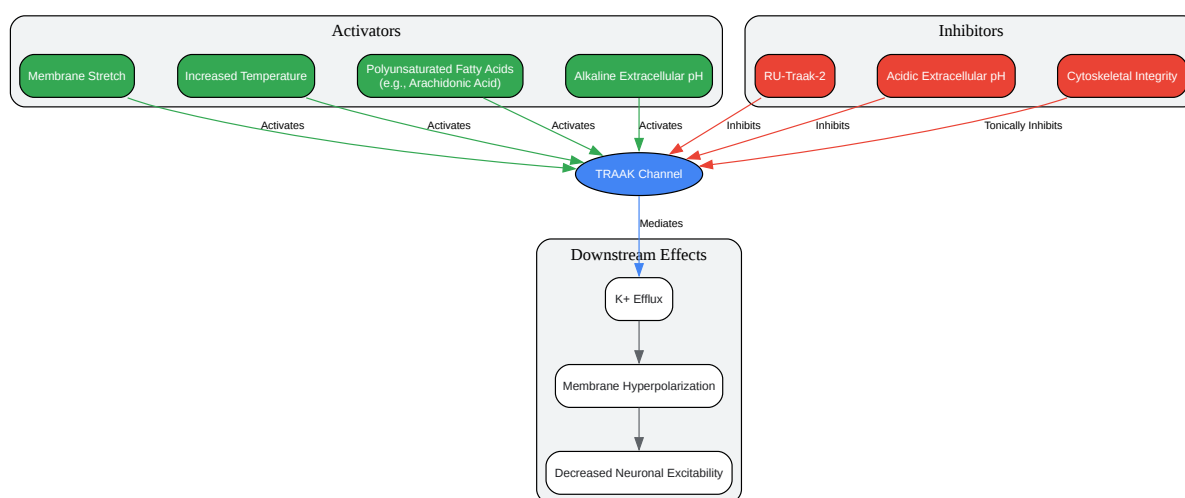 Activators
Inhibitors
Membrane Stretch
Increased Temperature
Polyunsaturated Fatty Acids
(e.g., Arachidonic Acid)
Alkaline Extracellular pH
RU-Traak-2
Acidic Extracellular pH
Cytoskeletal Integrity
Activates
Activates
Activates
Activates
Inhibits
Inhibits
Tonically Inhibits
TRAAK Channel
Mediates
Downstream Effects
K+ Efflux
Membrane Hyperpolarization
Decreased Neuronal Excitability